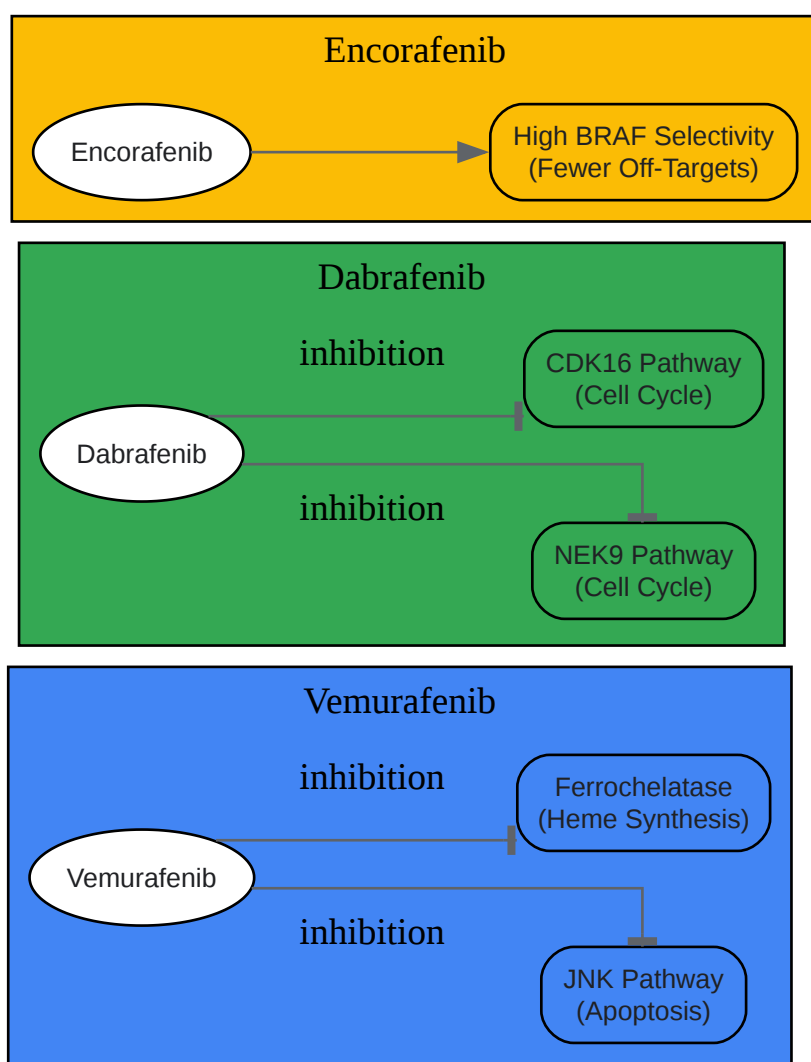 Encorafenib
Encorafenib
High BRAF Selectivity
(Fewer Off-Targets)
Dabrafenib
inhibition
CDK16 Pathway
(Cell Cycle)
Dabrafenib
inhibition
NEK9 Pathway
(Cell Cycle)
Vemurafenib
inhibition
Ferrochelatase
(Heme Synthesis)
Vemurafenib
inhibition
JNK Pathway
(Apoptosis)